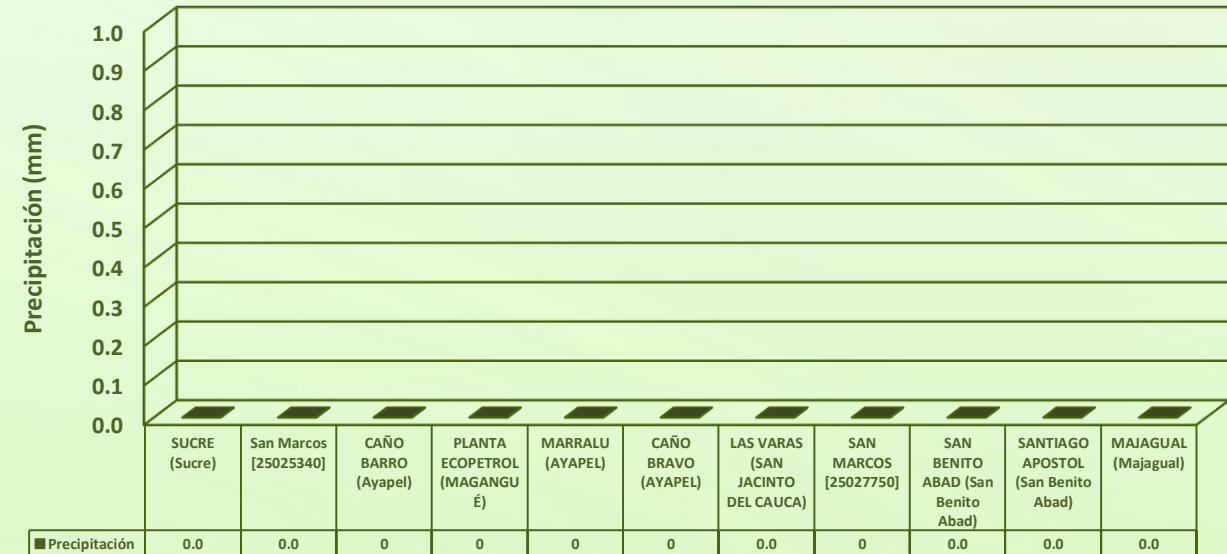 Precipitación (mm)
1.0
0.9
0.8
0.7
0.6
0.5
0.4
0.3
0.2
0.1
0.0
SUCRE
(Sucre)
San Marcos
[25025340]
CAÑO
BARRO
(Ayapel)
PLANTA
ECOPETROL
(MAGANGU
É)
MARRALU
(AYAPEL)
CAÑO
BRAVO
(AYAPEL)
LAS VARAS
(SAN
JACINTO
DEL CAUCA)
SAN
MARCOS
[25027750]
SAN
BENITO
ABAD (San
Benito
Abad)
SANTIAGO
APOSTOL
(San Benito
Abad)
MAJAGUAL
(Majagual)
Precipitación 0.0 0.0 0 0 0 0 0.0 0 0.0 0.0 0.0